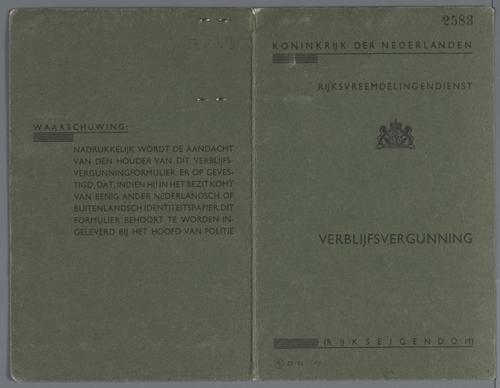 WAARSCHUWING:
NADRUKKELIJK WORDT DE AANDACHT
VAN DEN HOUDER VAN DIT VERBLIJFS-
VERGUNNINGFORMULIER ER OP GEVES-
TIGD, DAT, INDIEN HIJ IN HET BEZIT KOMT
VAN EENIG ANDER NEDERLANDSCH OF
BUITENLANDSCH IDENTITEITSPAPIER, DIT
FORMULIER BEHOORT TE WORDEN IN-
GELEVERD BIJ HET HOOFD VAN POLITIE
2583
KONINKRIJK DER NEDERLANDEN
RIJKSVREEMDELINGENDIENST
VERBLIJFSVERGUNNING
(RIJKSEIGENDOM)